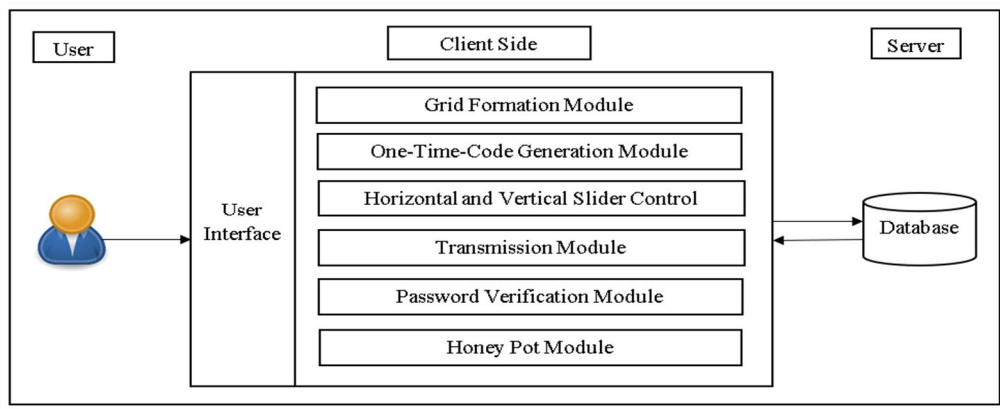 User
Client Side
Server
User
Interface
Grid Formation Module
One-Time-Code Generation Module
Horizontal and Vertical Slider Control
Transmission Module
Password Verification Module
Honey Pot Module
Database